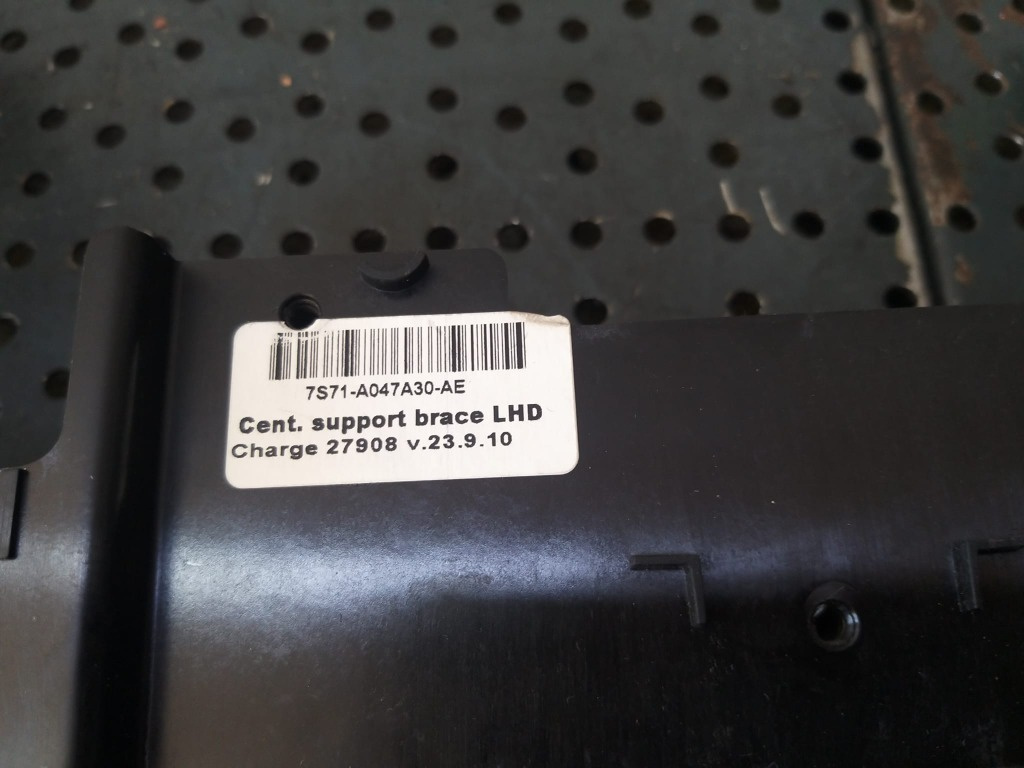 7S71-A047A30-AE
Cent. support brace LHD
Charge 27908 v.23.9.10